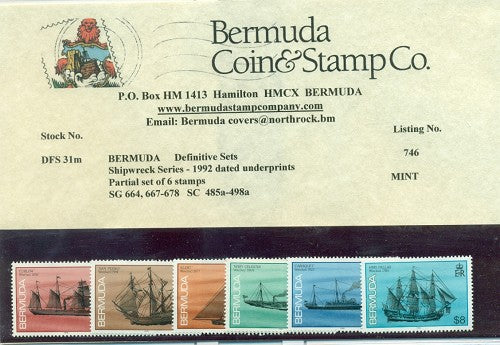 Bermuda
Coin&Stamp Co.
P.O. Box HM 1413 Hamilton HMCX BERMUDA
www.bermudastampcompany.com
Email: Bermuda covers@northrock.bm
Stock No.
Listing No.
DFS 31m
BERMUDA Definitive Sets
746
Shipwreck Series - 1992 dated underprints
MINT
Partial set of 6 stamps
SG 664, 667-678 SC 485a-498a
BERMUDA
BERMUDA
BERMUDA
BERMUDA
BERMUDA
BERMUDA
$8